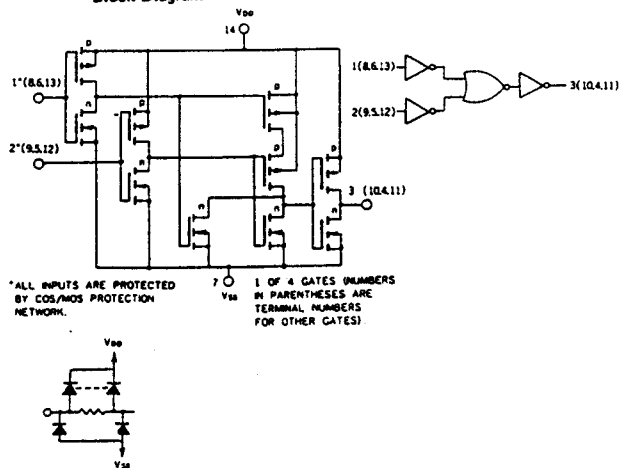 Block Diagram
VDD
14
p
1*(8,6,13)
n
p
2*(9,5,12)
n
p
p
n
n
p
n
3 (10,4,11)
7
VSS
1(8,6,13)
2(9,5,12)
3(10,4,11)
*ALL INPUTS ARE PROTECTED
BY COS/MOS PROTECTION
NETWORK.
1 OF 4 GATES (NUMBERS
IN PARENTHESES ARE
TERMINAL NUMBERS
FOR OTHER GATES)
VDD
VSS